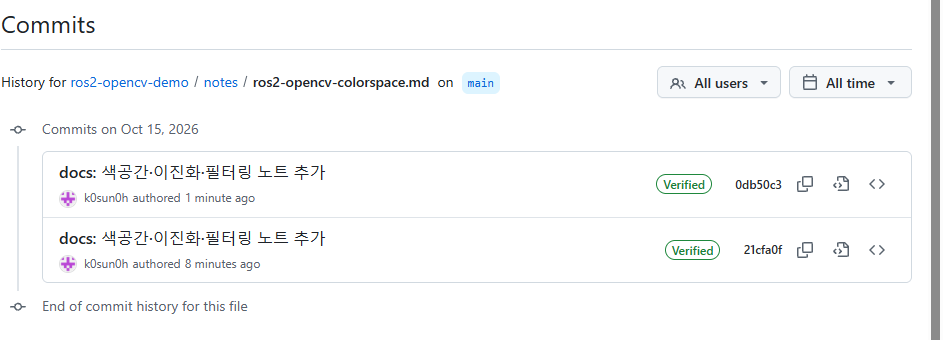 Commits
History for ros2-opencv-demo / notes / ros2-opencv-colorspace.md on main
All users
All time
Commits on Oct 15, 2026
docs: 색공간·이진화·필터링 노트 추가
Verified
0db50c3
k0sun0h authored 1 minute ago
docs: 색공간·이진화·필터링 노트 추가
Verified
21cfa0f
k0sun0h authored 8 minutes ago
End of commit history for this file